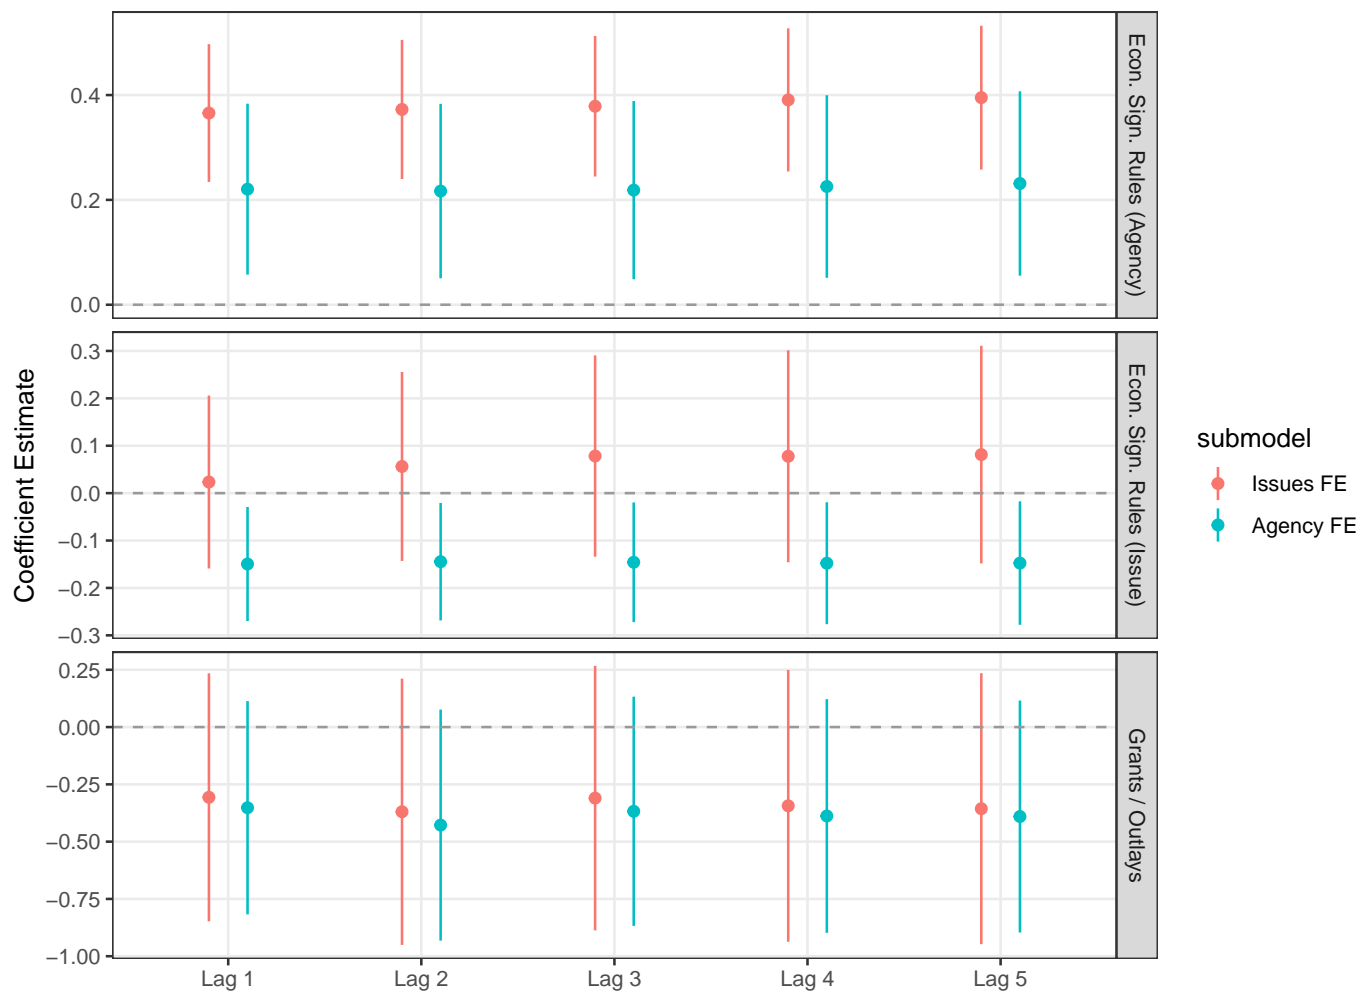 Coefficient Estimate
0.4
0.2
0.0
Econ. Sign. Rules (Agency)
0.3
0.2
0.1
0.0
−0.1
−0.2
−0.3
Econ. Sign. Rules (Issue)
0.25
0.00
−0.25
−0.50
−0.75
−1.00
Grants / Outlays
Lag 1
Lag 2
Lag 3
Lag 4
Lag 5
submodel
Issues FE
Agency FE